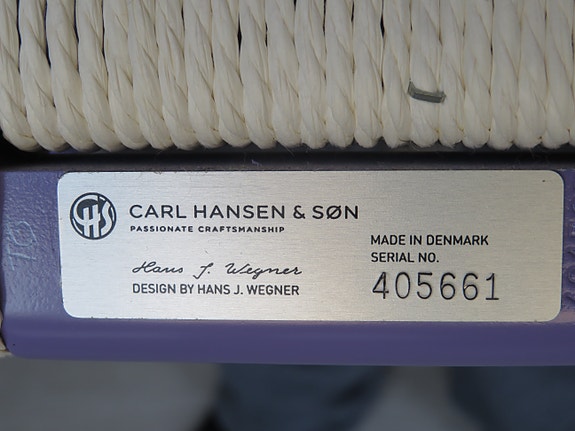 CHS
CARL HANSEN & SØN
PASSIONATE CRAFTSMANSHIP
Hans J. Wegner
DESIGN BY HANS J. WEGNER
MADE IN DENMARK
SERIAL NO.
405661